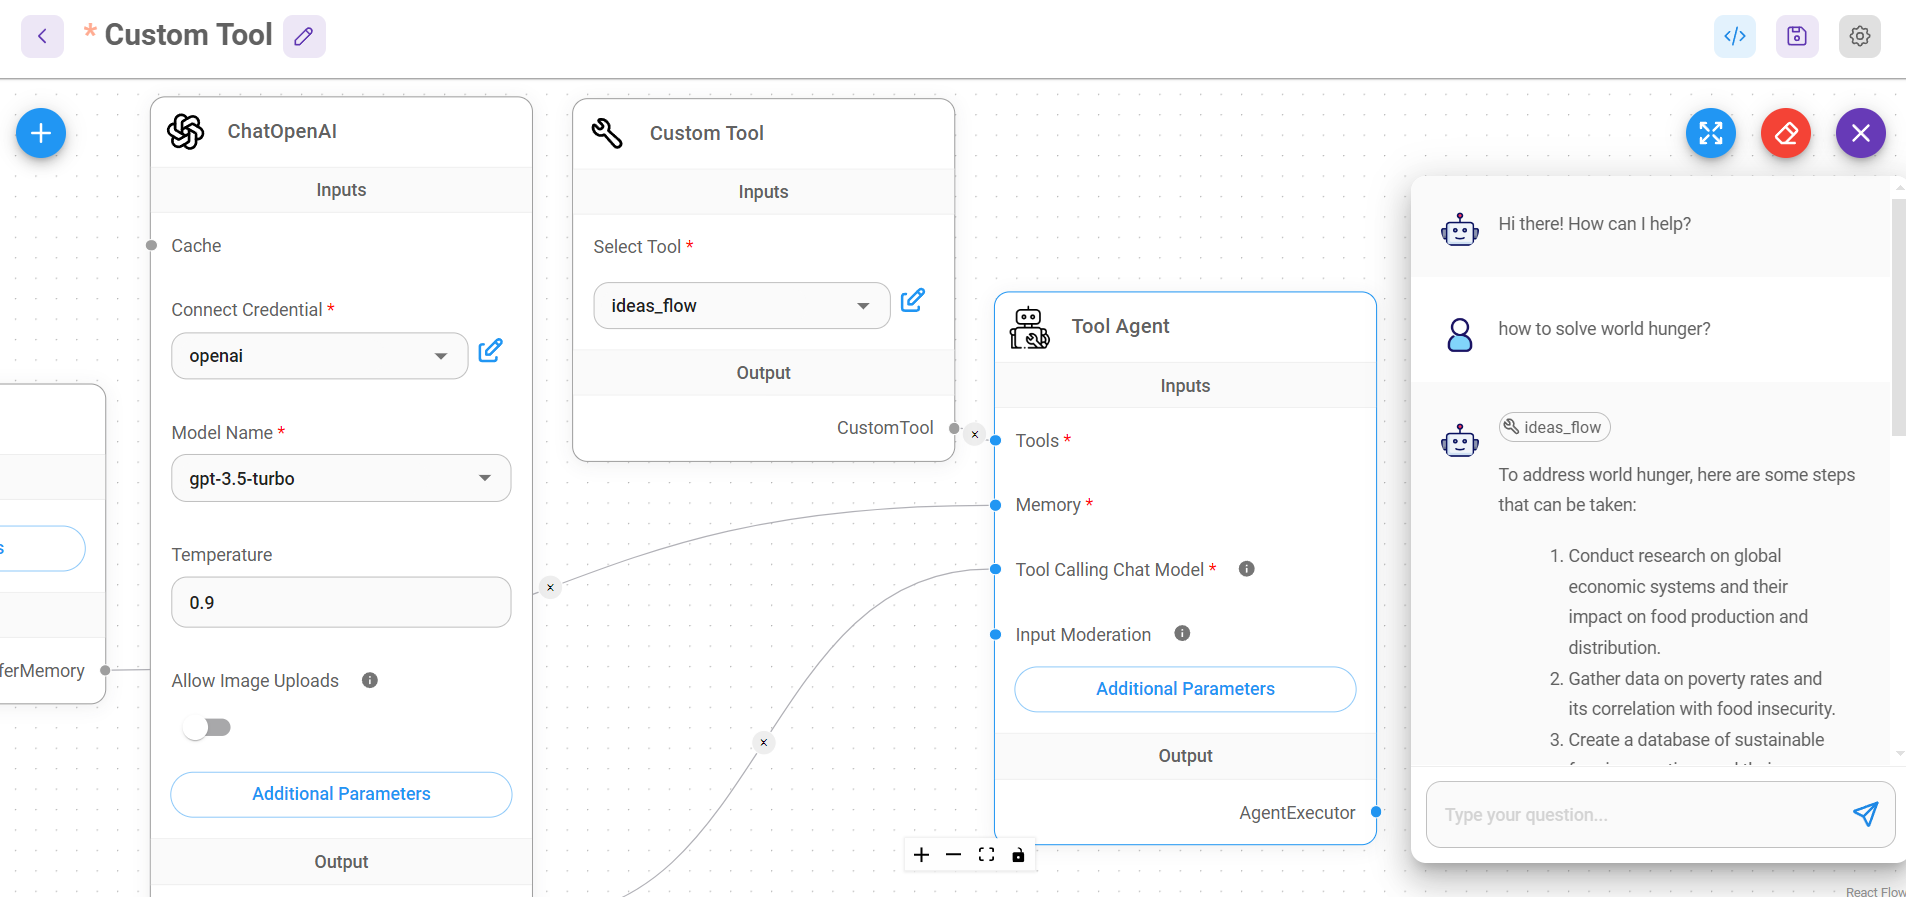 * Custom Tool
ChatOpenAI
Inputs
Cache
Connect Credential *
openai
Model Name *
gpt-3.5-turbo
Temperature
0.9
Allow Image Uploads
Additional Parameters
Output
s
ferMemory
Custom Tool
Inputs
Select Tool *
ideas_flow
Output
CustomTool
Tool Agent
Inputs
Tools *
Memory *
Tool Calling Chat Model *
Input Moderation
Additional Parameters
Output
AgentExecutor
Hi there! How can I help?
how to solve world hunger?
ideas_flow
To address world hunger, here are some steps
that can be taken:
1. Conduct research on global
economic systems and their
impact on food production and
distribution.
2. Gather data on poverty rates and
its correlation with food insecurity.
3. Create a database of sustainable
Type your question...
React Flow